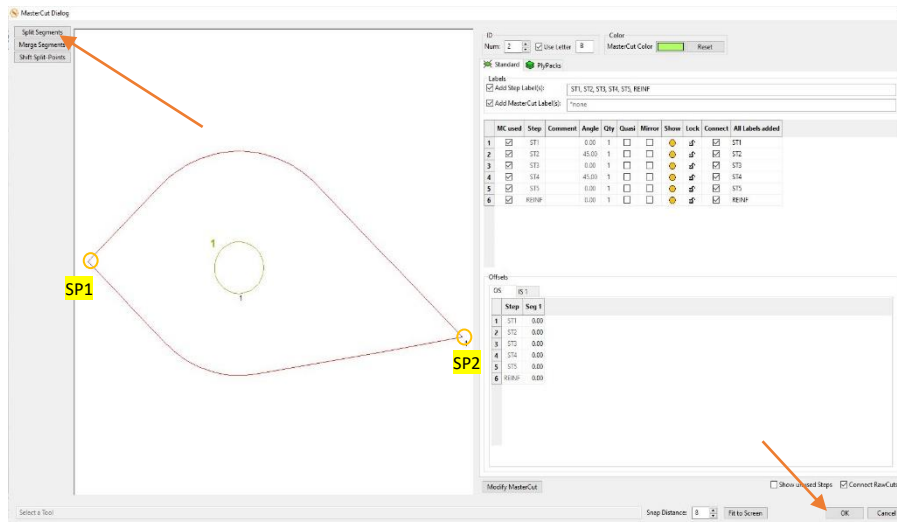 MasterCut Dialog
Split Segments
Merge Segments
Shift Split-Points
ID
Num: 2 Use Letter B
Color
MasterCut Color Reset
Standard PlyPacks
Labels
Add Step Label(s): ST1, ST2, ST3, ST4, ST5, REINF
Add MasterCut Label(s): *none
MC used Step Comment Angle Qty Quasi Mirror Show Lock Connect All Labels added
1 ST1 0.00 1 ST1
2 ST2 45.00 1 ST2
3 ST3 0.00 1 ST3
4 ST4 45.00 1 ST4
5 ST5 0.00 1 ST5
6 REINF 0.00 1 REINF
1
1
SP1
1
SP2
Offsets
OS IS 1
Step Seg 1
1 ST1 0.00
2 ST2 0.00
3 ST3 0.00
4 ST4 0.00
5 ST5 0.00
6 REINF 0.00
Modify MasterCut
Show unused Steps Connect RawCuts
Select a Tool
Snap Distance: 8 Fit to Screen OK Cancel